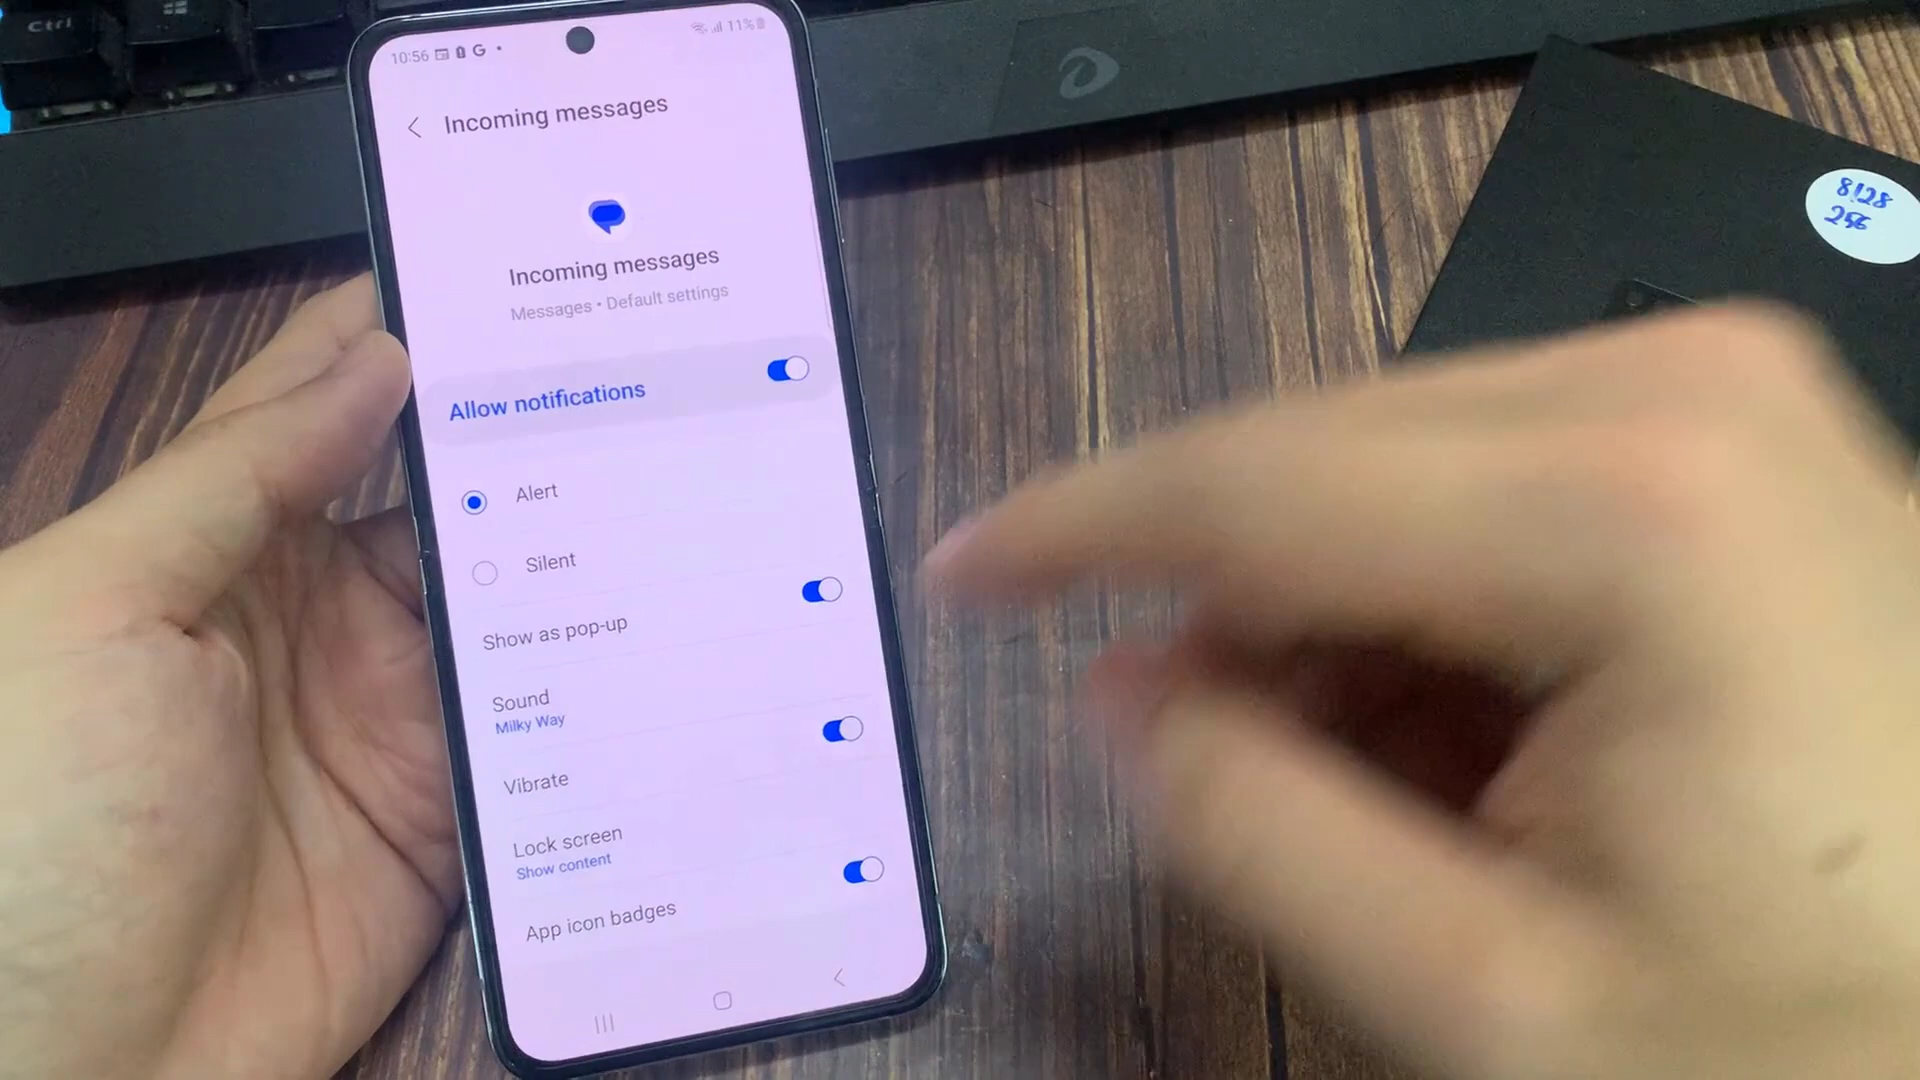 Ctrl
10:56
G
11%
Incoming messages
Incoming messages
Messages • Default settings
Allow notifications
Alert
Silent
Show as pop-up
Sound
Milky Way
Vibrate
Lock screen
Show content
App icon badges
8/128
256